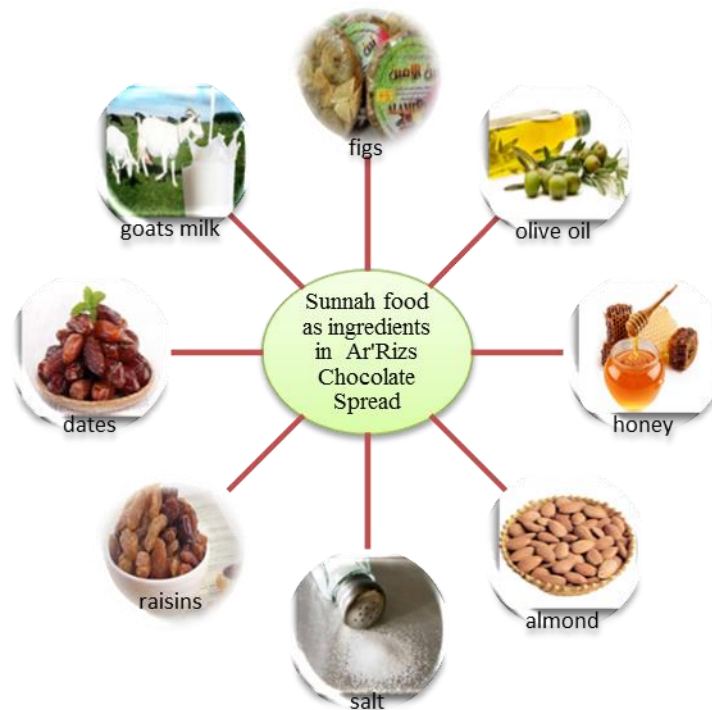 figs
goats milk
olive oil
Sunnah food
as ingredients
in Ar'Rizs
Chocolate
Spread
dates
honey
raisins
almond
salt